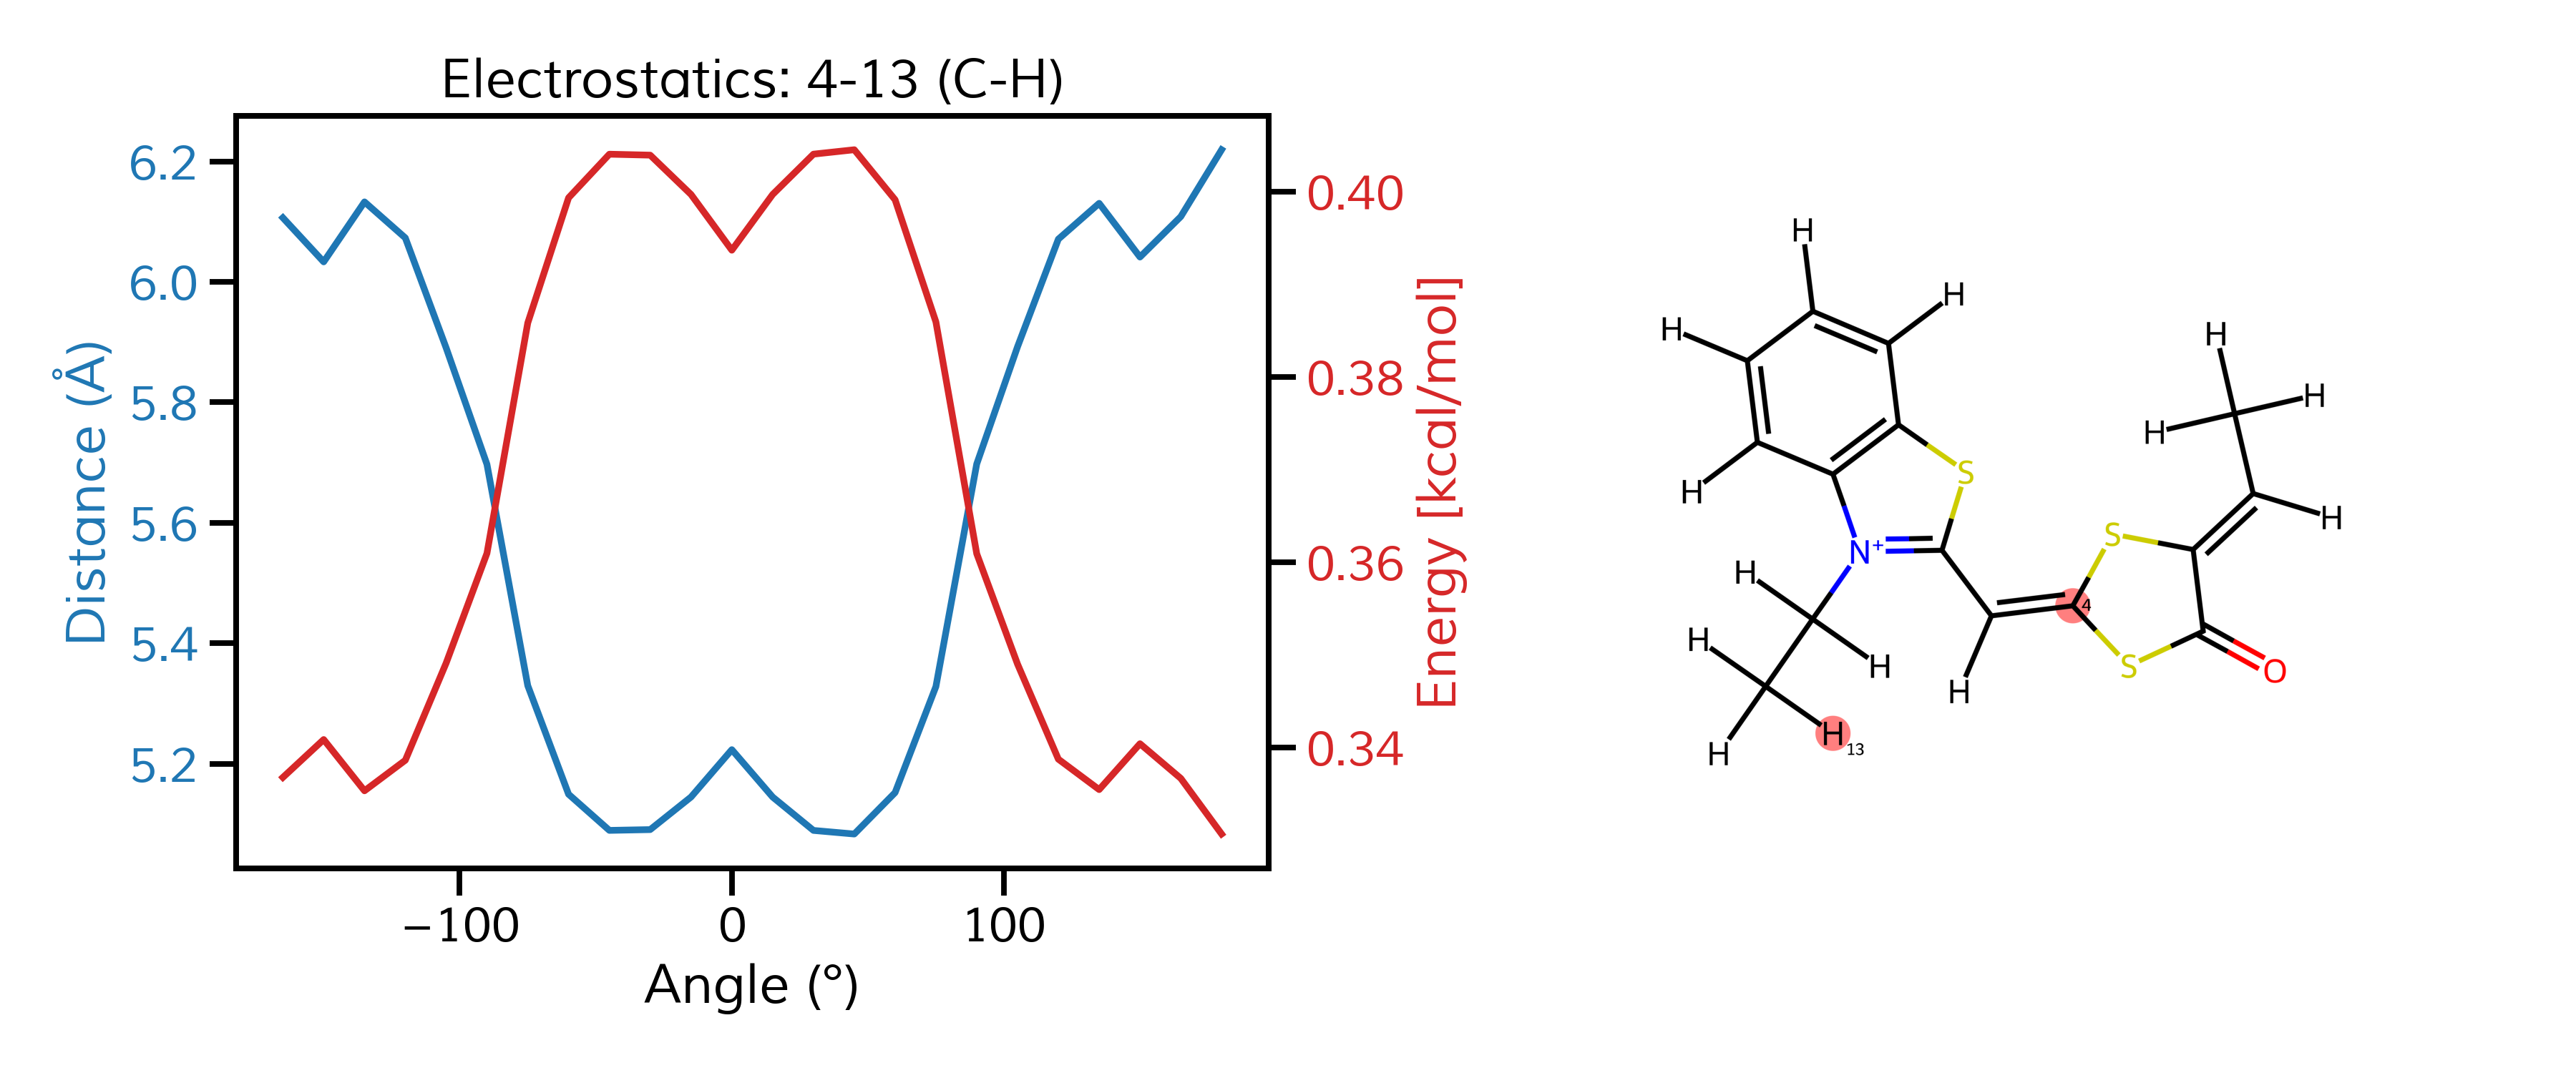 Electrostatics: 4-13 (C-H)
6.2
6.0
5.8
5.6
5.4
5.2
Distance (Å)
0.40
0.38
0.36
0.34
Energy [kcal/mol]
−100
0
100
Angle (°)
H
H
H
H
H
H
H
S
S
H
N+
H
4
H
H
S
O
H
H
H
13